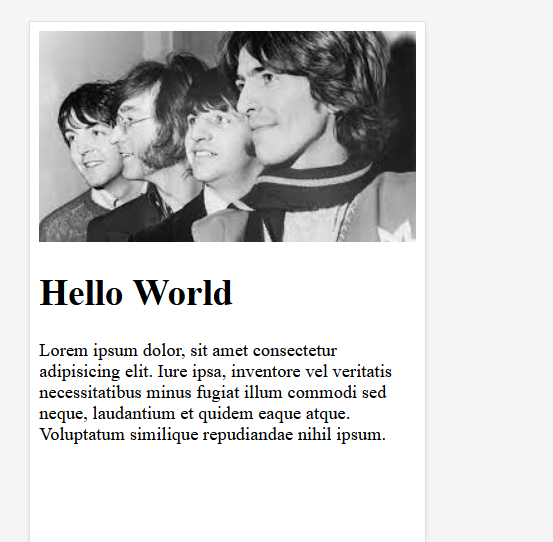 Hello World
Lorem ipsum dolor, sit amet consectetur
adipisicing elit. Iure ipsa, inventore vel veritatis
necessitatibus minus fugiat illum commodi sed
neque, laudantium et quidem eaque atque.
Voluptatum similique repudiandae nihil ipsum.